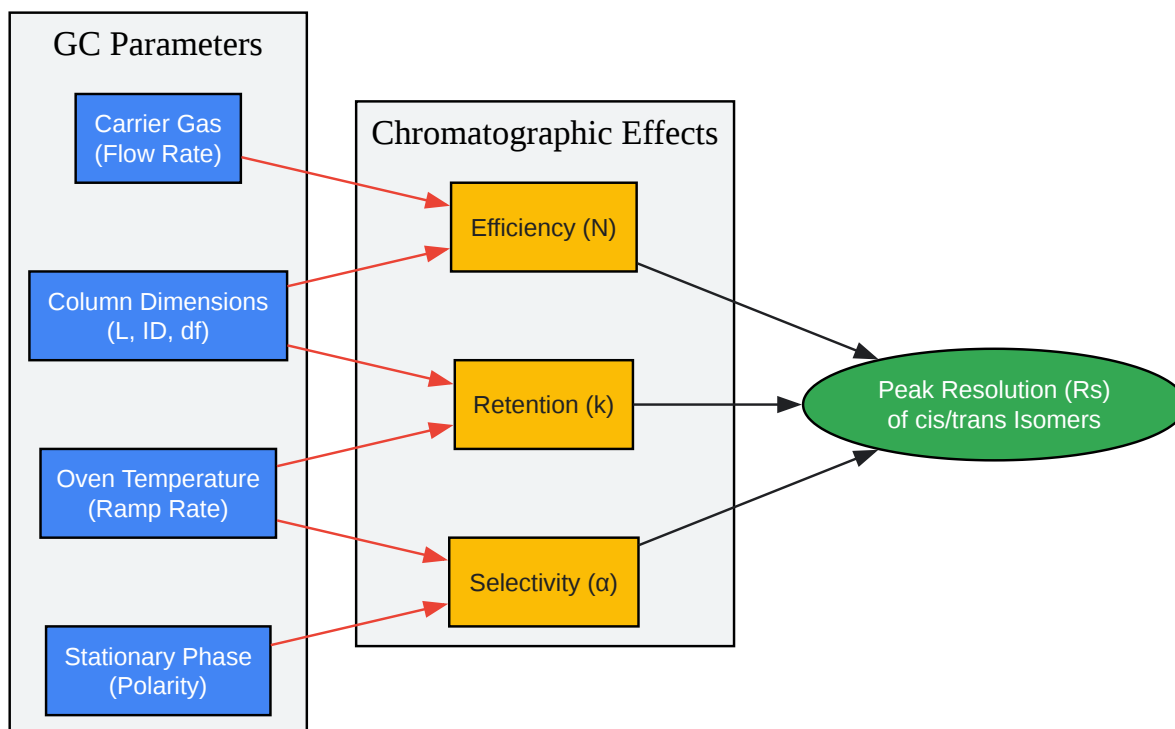 GC Parameters
Carrier Gas
(Flow Rate)
Column Dimensions
(L, ID, df)
Oven Temperature
(Ramp Rate)
Stationary Phase
(Polarity)
Chromatographic Effects
Efficiency (N)
Retention (k)
Selectivity (α)
Peak Resolution (Rs)
of cis/trans Isomers